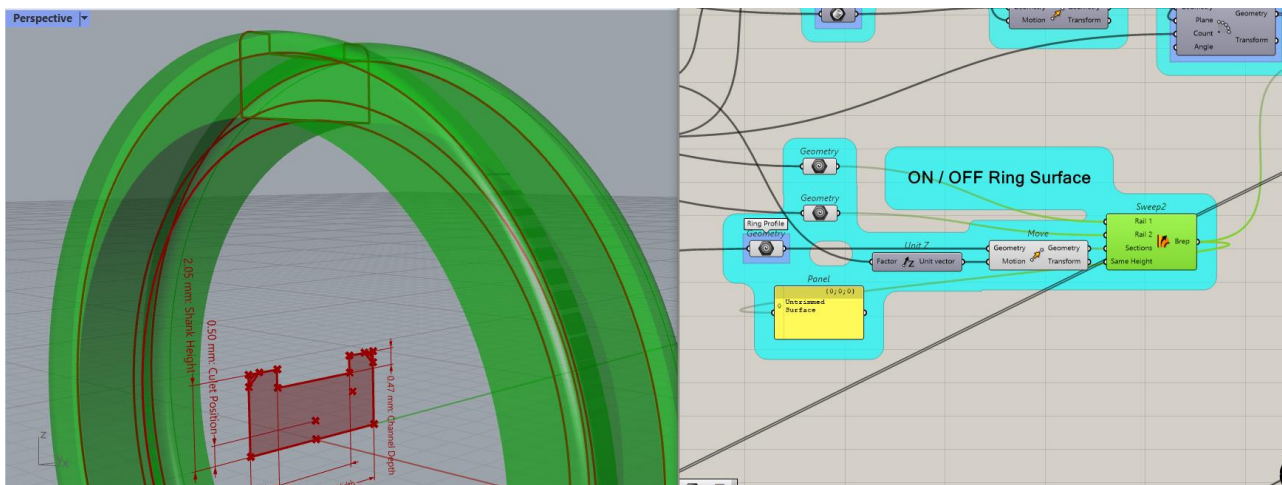 Perspective
2.05 mm: Shank Height
0.50 mm: Culet Position
0.47 mm: Channel Depth
z
y
x
Motion Transform
Geometry
Plane
Count
Angle
Transform
Geometry
Geometry
ON / OFF Ring Surface
Ring Profile
Geometry
Unit Z
Factor Unit vector
Move
Geometry Geometry
Motion Transform
Sweep2
Rail 1
Rail 2
Sections
Same Height
Brep
Panel
{0;0;0}
0 Untrimmed
Surface